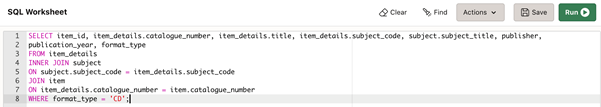 SQL Worksheet
Clear
Find
Actions
Save
Run
1 SELECT item_id, item_details.catalogue_number, item_details.title, item_details.subject_code, subject.subject_title, publisher,
2 publication_year, format_type
3 FROM item_details
4 INNER JOIN subject
5 ON subject.subject_code = item_details.subject_code
6 JOIN item
7 ON item_details.catalogue_number = item.catalogue_number
8 WHERE format_type = 'CD';